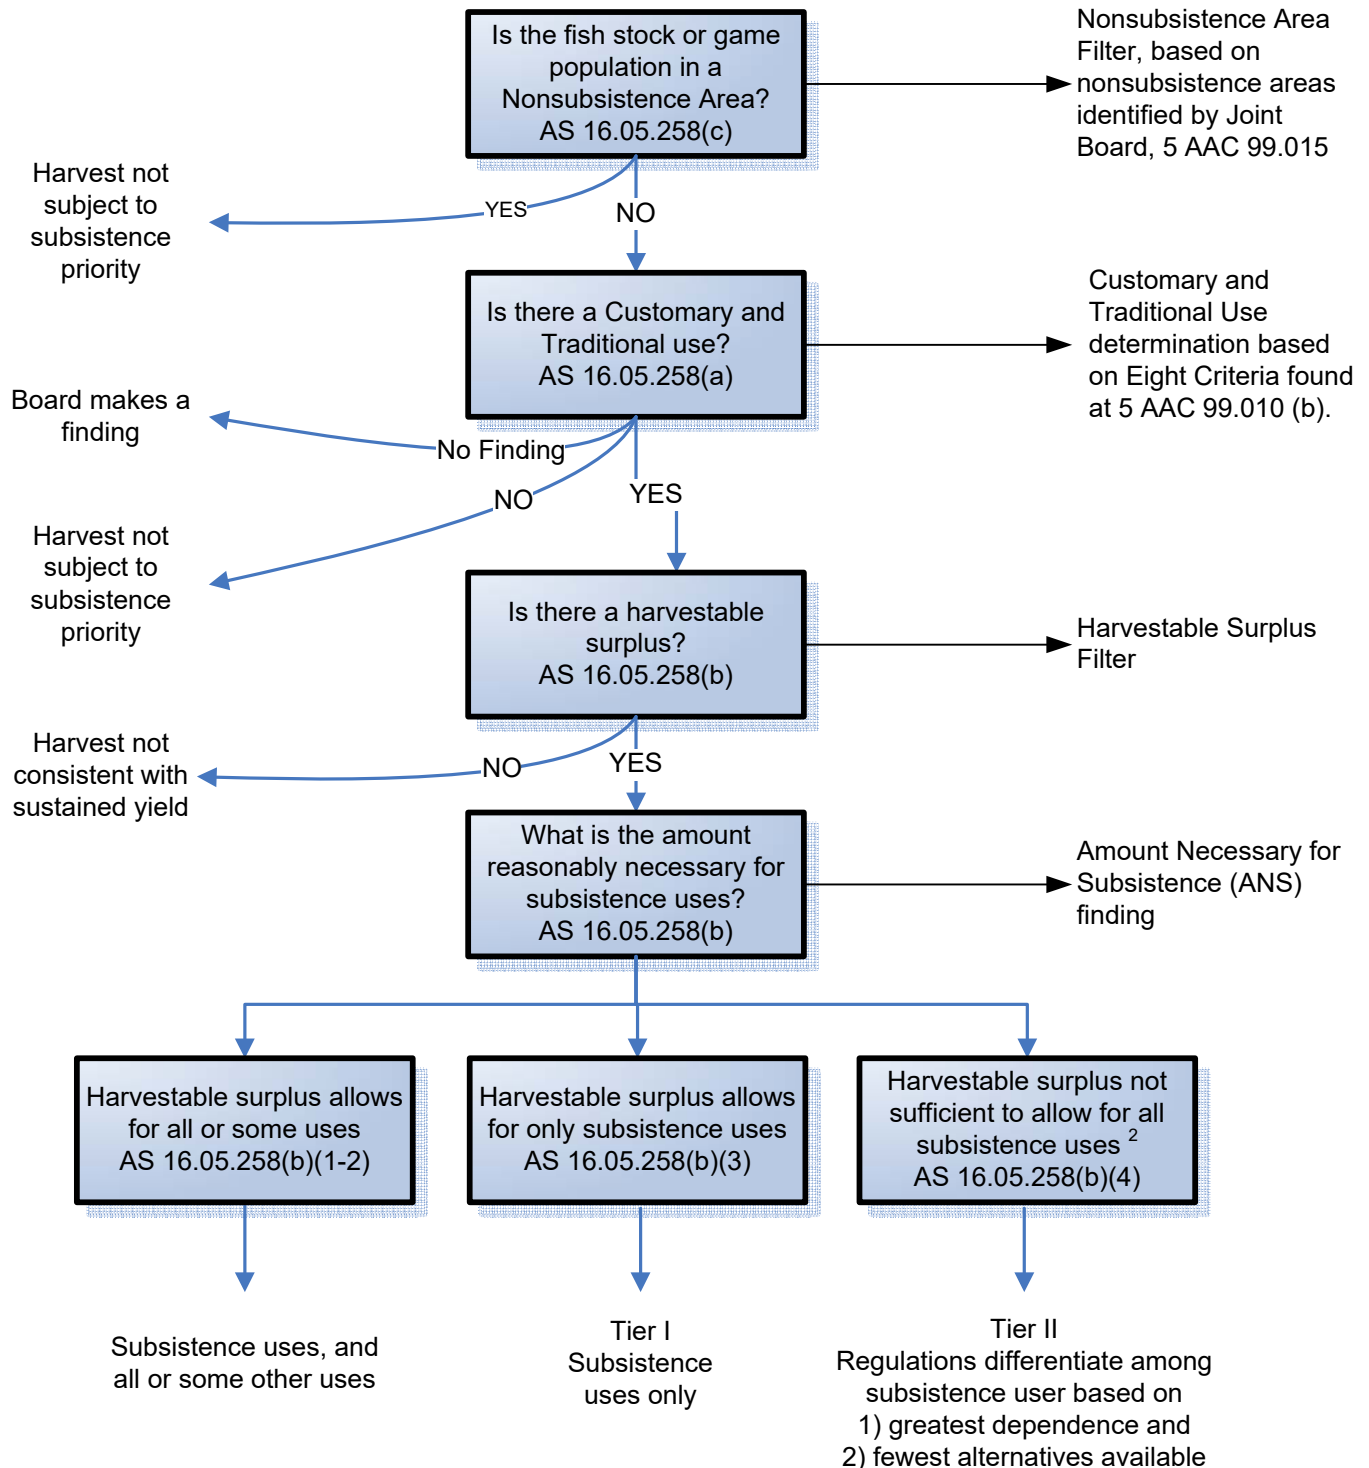 Is the fish stock or game
population in a
Nonsubsistence Area?
AS 16.05.258(c)
Nonsubsistence Area
Filter, based on
nonsubsistence areas
identified by Joint
Board, 5 AAC 99.015
Harvest not
subject to
subsistence
priority
YES
NO
Is there a Customary and
Traditional use?
AS 16.05.258(a)
Customary and
Traditional Use
determination based
on Eight Criteria found
at 5 AAC 99.010 (b).
Board makes a
finding
No Finding
NO
YES
Harvest not
subject to
subsistence
priority
Is there a harvestable
surplus?
AS 16.05.258(b)
Harvestable Surplus
Filter
Harvest not
consistent with
sustained yield
NO
YES
What is the amount
reasonably necessary for
subsistence uses?
AS 16.05.258(b)
Amount Necessary for
Subsistence (ANS)
finding
Harvestable surplus allows
for all or some uses
AS 16.05.258(b)(1-2)
Harvestable surplus allows
for only subsistence uses
AS 16.05.258(b)(3)
Harvestable surplus not
sufficient to allow for all
subsistence uses 2
AS 16.05.258(b)(4)
Subsistence uses, and
all or some other uses
Tier I
Subsistence
uses only
Tier II
Regulations differentiate among
subsistence user based on
1) greatest dependence and
2) fewest alternatives available